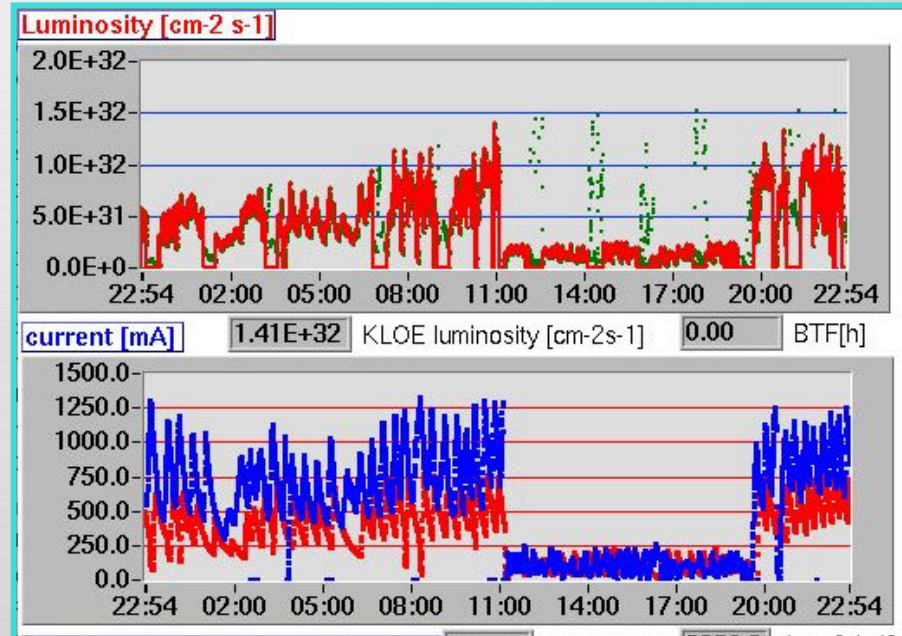 Luminosity [cm-2 s-1]
2.0E+32
1.5E+32
1.0E+32
5.0E+31
0.0E+0
22:54 02:00 05:00 08:00 11:00 14:00 17:00 20:00 22:54
current [mA] 1.41E+32 KLOE luminosity [cm-2s-1] 0.00 BTF[h]
1500.0
1250.0
1000.0
750.0
500.0
250.0
0.0
22:54 02:00 05:00 08:00 11:00 14:00 17:00 20:00 22:54